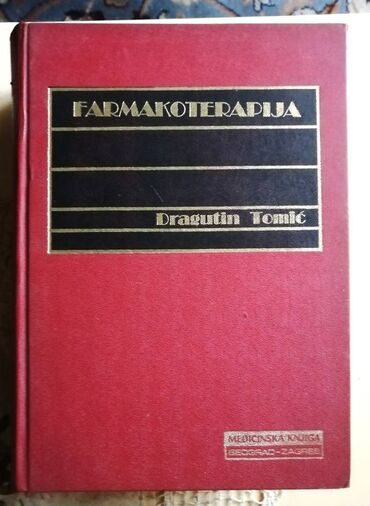 FARMAKOTERAPIJA
Dragutin Tomić
MEDICINSKA KNJIGA
BEOGRAD-ZAGREB